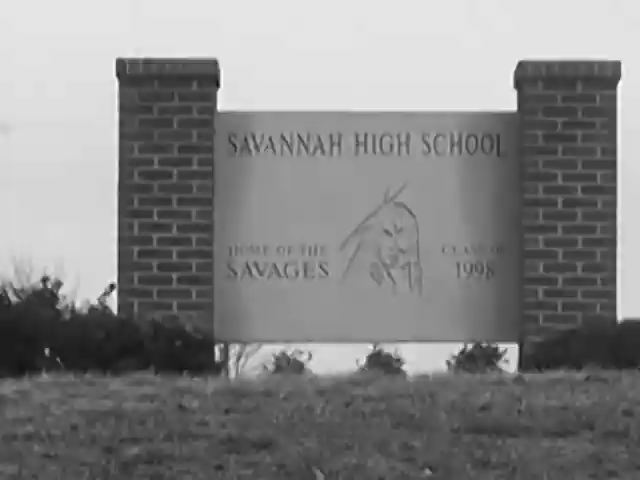 SAVANNAH HIGH SCHOOL
HOME OF THE
SAVAGES
CLASS OF
1998